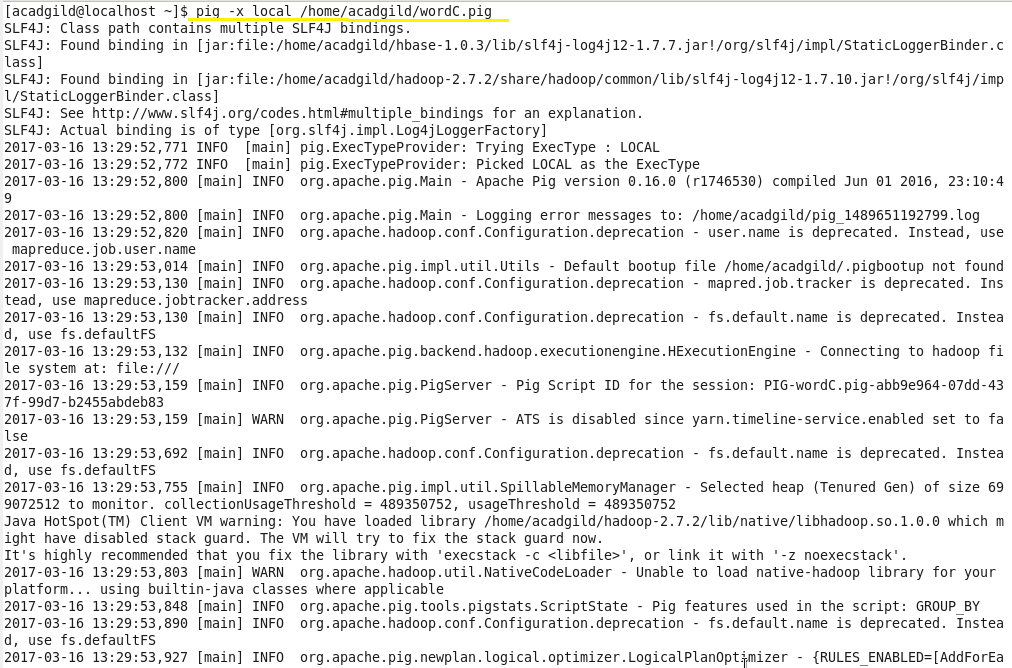 [acadgild@localhost ~]$ pig -x local /home/acadgild/wordC.pig
SLF4J: Class path contains multiple SLF4J bindings.
SLF4J: Found binding in [jar:file:/home/acadgild/hbase-1.0.3/lib/slf4j-log4j12-1.7.7.jar!/org/slf4j/impl/StaticLoggerBinder.c
lass]
SLF4J: Found binding in [jar:file:/home/acadgild/hadoop-2.7.2/share/hadoop/common/lib/slf4j-log4j12-1.7.10.jar!/org/slf4j/imp
l/StaticLoggerBinder.class]
SLF4J: See http://www.slf4j.org/codes.html#multiple_bindings for an explanation.
SLF4J: Actual binding is of type [org.slf4j.impl.Log4jLoggerFactory]
2017-03-16 13:29:52,771 INFO  [main] pig.ExecTypeProvider: Trying ExecType : LOCAL
2017-03-16 13:29:52,772 INFO  [main] pig.ExecTypeProvider: Picked LOCAL as the ExecType
2017-03-16 13:29:52,800 [main] INFO  org.apache.pig.Main - Apache Pig version 0.16.0 (r1746530) compiled Jun 01 2016, 23:10:4
9
2017-03-16 13:29:52,800 [main] INFO  org.apache.pig.Main - Logging error messages to: /home/acadgild/pig_1489651192799.log
2017-03-16 13:29:52,820 [main] INFO  org.apache.hadoop.conf.Configuration.deprecation - user.name is deprecated. Instead, use
 mapreduce.job.user.name
2017-03-16 13:29:53,014 [main] INFO  org.apache.pig.impl.util.Utils - Default bootup file /home/acadgild/.pigbootup not found
2017-03-16 13:29:53,130 [main] INFO  org.apache.hadoop.conf.Configuration.deprecation - mapred.job.tracker is deprecated. Ins
tead, use mapreduce.jobtracker.address
2017-03-16 13:29:53,130 [main] INFO  org.apache.hadoop.conf.Configuration.deprecation - fs.default.name is deprecated. Instea
d, use fs.defaultFS
2017-03-16 13:29:53,132 [main] INFO  org.apache.pig.backend.hadoop.executionengine.HExecutionEngine - Connecting to hadoop fi
le system at: file:///
2017-03-16 13:29:53,159 [main] INFO  org.apache.pig.PigServer - Pig Script ID for the session: PIG-wordC.pig-abb9e964-07dd-43
7f-99d7-b2455abdeb83
2017-03-16 13:29:53,159 [main] WARN  org.apache.pig.PigServer - ATS is disabled since yarn.timeline-service.enabled set to fa
lse
2017-03-16 13:29:53,692 [main] INFO  org.apache.hadoop.conf.Configuration.deprecation - fs.default.name is deprecated. Instea
d, use fs.defaultFS
2017-03-16 13:29:53,755 [main] INFO  org.apache.pig.impl.util.SpillableMemoryManager - Selected heap (Tenured Gen) of size 69
9072512 to monitor. collectionUsageThreshold = 489350752, usageThreshold = 489350752
Java HotSpot(TM) Client VM warning: You have loaded library /home/acadgild/hadoop-2.7.2/lib/native/libhadoop.so.1.0.0 which m
ight have disabled stack guard. The VM will try to fix the stack guard now.
It's highly recommended that you fix the library with 'execstack -c <libfile>', or link it with '-z noexecstack'.
2017-03-16 13:29:53,803 [main] WARN  org.apache.hadoop.util.NativeCodeLoader - Unable to load native-hadoop library for your
platform... using builtin-java classes where applicable
2017-03-16 13:29:53,848 [main] INFO  org.apache.pig.tools.pigstats.ScriptState - Pig features used in the script: GROUP_BY
2017-03-16 13:29:53,890 [main] INFO  org.apache.hadoop.conf.Configuration.deprecation - fs.default.name is deprecated. Instea
d, use fs.defaultFS
2017-03-16 13:29:53,927 [main] INFO  org.apache.pig.newplan.logical.optimizer.LogicalPlanOptimizer - {RULES_ENABLED=[AddForEa